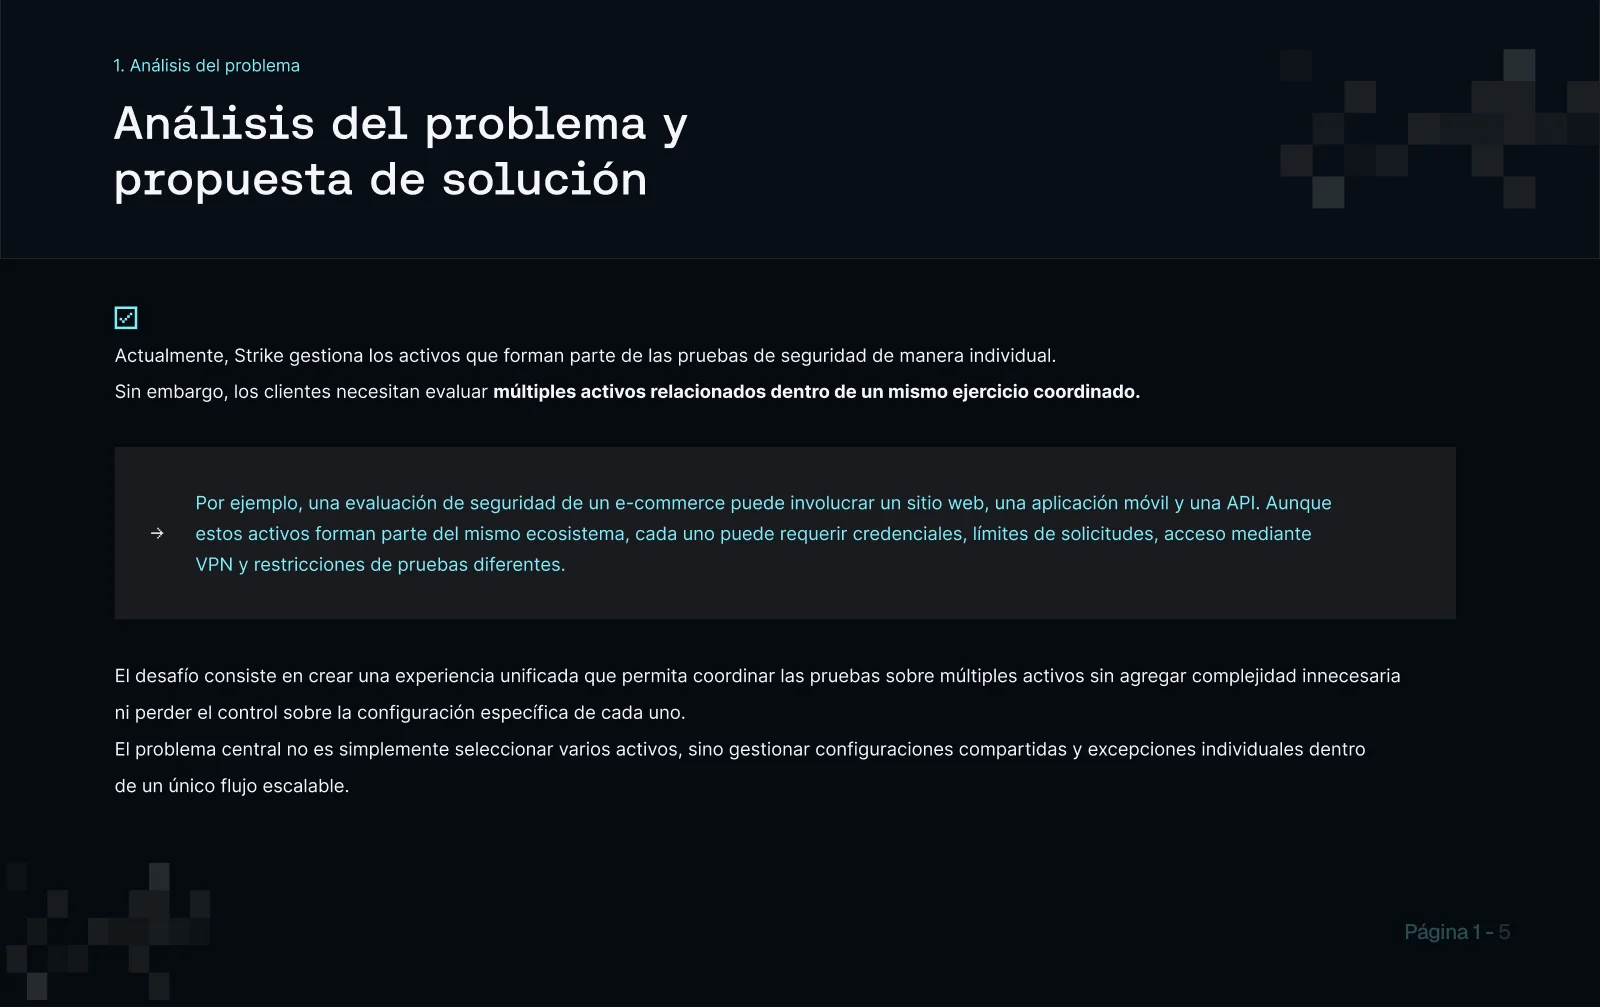 1. Análisis del problema
Análisis del problema y
propuesta de solución
Actualmente, Strike gestiona los activos que forman parte de las pruebas de seguridad de manera individual.
Sin embargo, los clientes necesitan evaluar múltiples activos relacionados dentro de un mismo ejercicio coordinado.
→ Por ejemplo, una evaluación de seguridad de un e-commerce puede involucrar un sitio web, una aplicación móvil y una API. Aunque
estos activos forman parte del mismo ecosistema, cada uno puede requerir credenciales, límites de solicitudes, acceso mediante
VPN y restricciones de pruebas diferentes.
El desafío consiste en crear una experiencia unificada que permita coordinar las pruebas sobre múltiples activos sin agregar complejidad innecesaria
ni perder el control sobre la configuración específica de cada uno.
El problema central no es simplemente seleccionar varios activos, sino gestionar configuraciones compartidas y excepciones individuales dentro
de un único flujo escalable.
Página 1 - 5